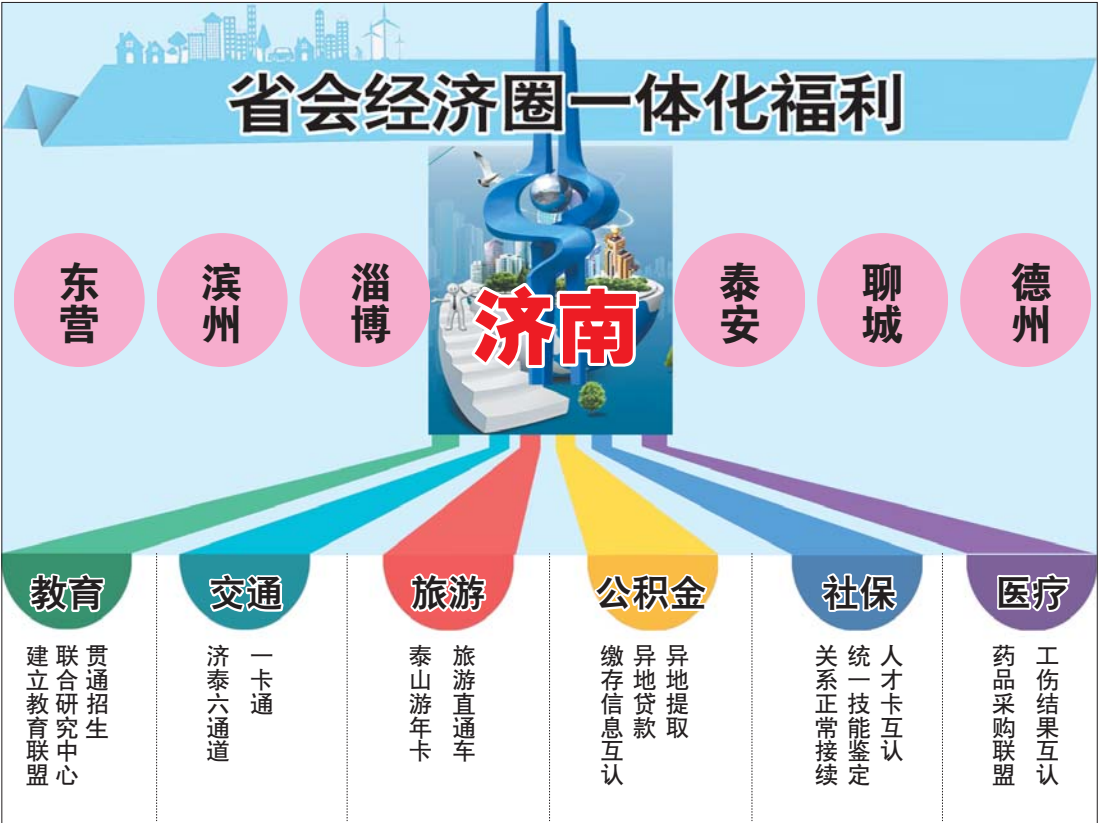 省会经济圈一体化福利
东营
滨州
淄博
济南
泰安
聊城
德州
教育
贯通招生
联合研究中心
建立教育联盟
交通
一卡通
济泰六通道
旅游
旅游直通车
泰山游年卡
公积金
异地提取
异地贷款
缴存信息互认
社保
人才卡互认
统一技能鉴定
关系正常接续
医疗
工伤结果互认
药品采购联盟